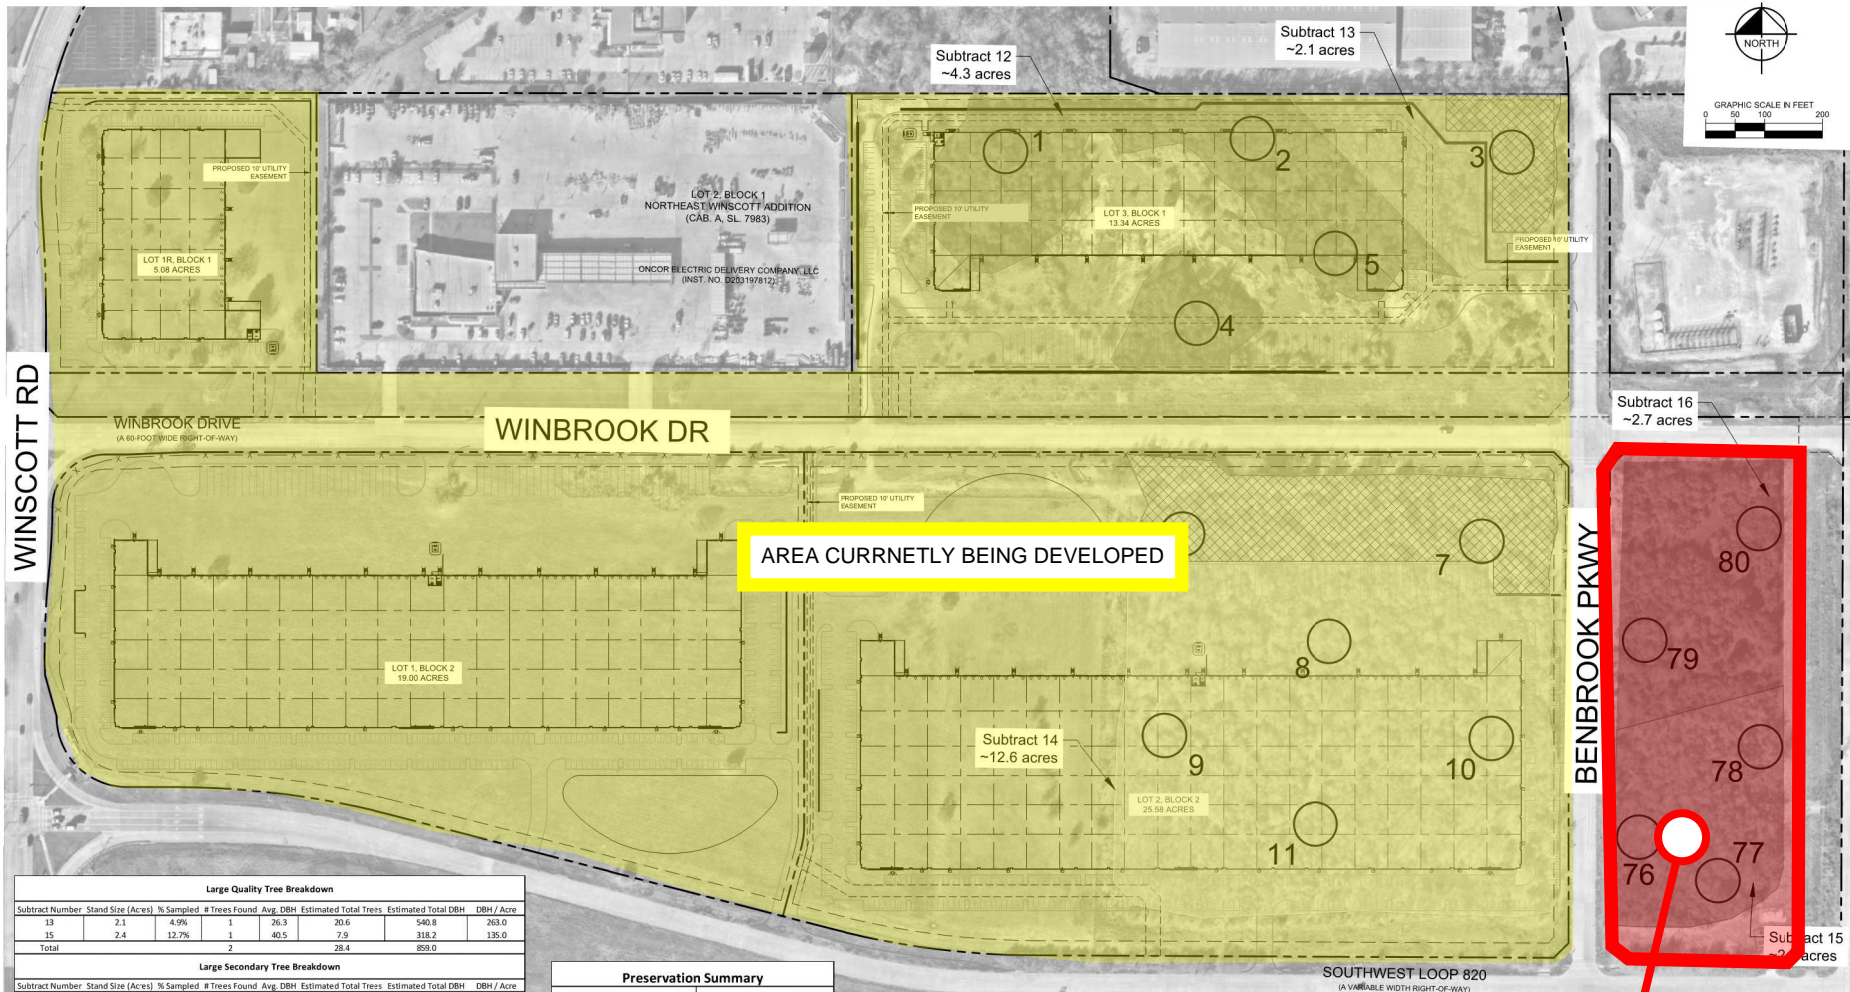 Subtract 12
~4.3 acres
Subtract 13
~2.1 acres
NORTH
GRAPHIC SCALE IN FEET
0 50 100 200
PROPOSED 10' UTILITY
EASEMENT
LOT 1R, BLOCK 1
5.08 ACRES
LOT 2, BLOCK 1
NORTHEAST WINSCOTT ADDITION
(CAB. A, SL. 7983)
ONCOR ELECTRIC DELIVERY COMPANY, LLC
(INST. NO. D203197812)
1
2
3
PROPOSED 10' UTILITY
EASEMENT
LOT 3, BLOCK 1
13.34 ACRES
PROPOSED 10' UTILITY
EASEMENT
5
4
WINSCOTT RD
WINBROOK DRIVE
(A 60-FOOT WIDE RIGHT-OF-WAY)
WINBROOK DR
Subtract 16
~2.7 acres
PROPOSED 10' UTILITY
EASEMENT
AREA CURRNETLY BEING DEVELOPED
7
BENBROOK PKWY
80
79
8
LOT 1, BLOCK 2
19.00 ACRES
Subtract 14
~12.6 acres
9
10
78
LOT 2, BLOCK 2
25.58 ACRES
11
76
77
Subtract 15
acres
SOUTHWEST LOOP 820
(A VARIABLE WIDTH RIGHT-OF-WAY)
Large Quality Tree Breakdown
Subtract Number Stand Size (Acres) % Sampled # Trees Found Avg. DBH Estimated Total Trees Estimated Total DBH DBH / Acre
13 2.1 4.9% 1 26.3 20.6 540.8 263.0
15 2.4 12.7% 1 40.5 7.9 318.2 135.0
Total 2 28.4 859.0
Large Secondary Tree Breakdown
Subtract Number Stand Size (Acres) % Sampled # Trees Found Avg. DBH Estimated Total Trees Estimated Total DBH DBH / Acre
Preservation Summary